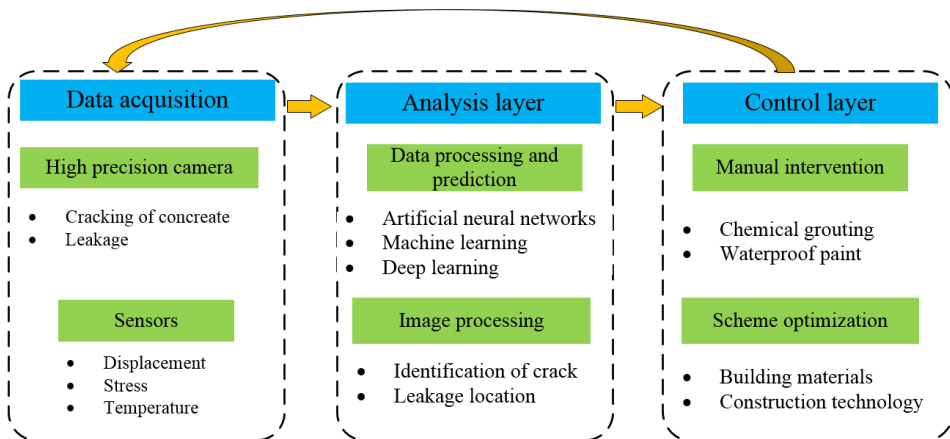 Data acquisition
High precision camera
Cracking of concrete
Leakage
Sensors
Displacement
Stress
Temperature
Analysis layer
Data processing and
prediction
Artificial neural networks
Machine learning
Deep learning
Image processing
Identification of crack
Leakage location
Control layer
Manual intervention
Chemical grouting
Waterproof paint
Scheme optimization
Building materials
Construction technology